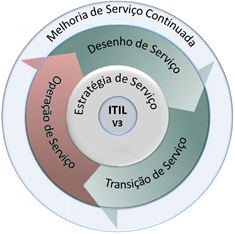 Melhoria de Serviço Continuada
Desenho de Serviço
Estratégia de Serviço
ITIL
V3
Operação de Serviço
Transição de Serviço